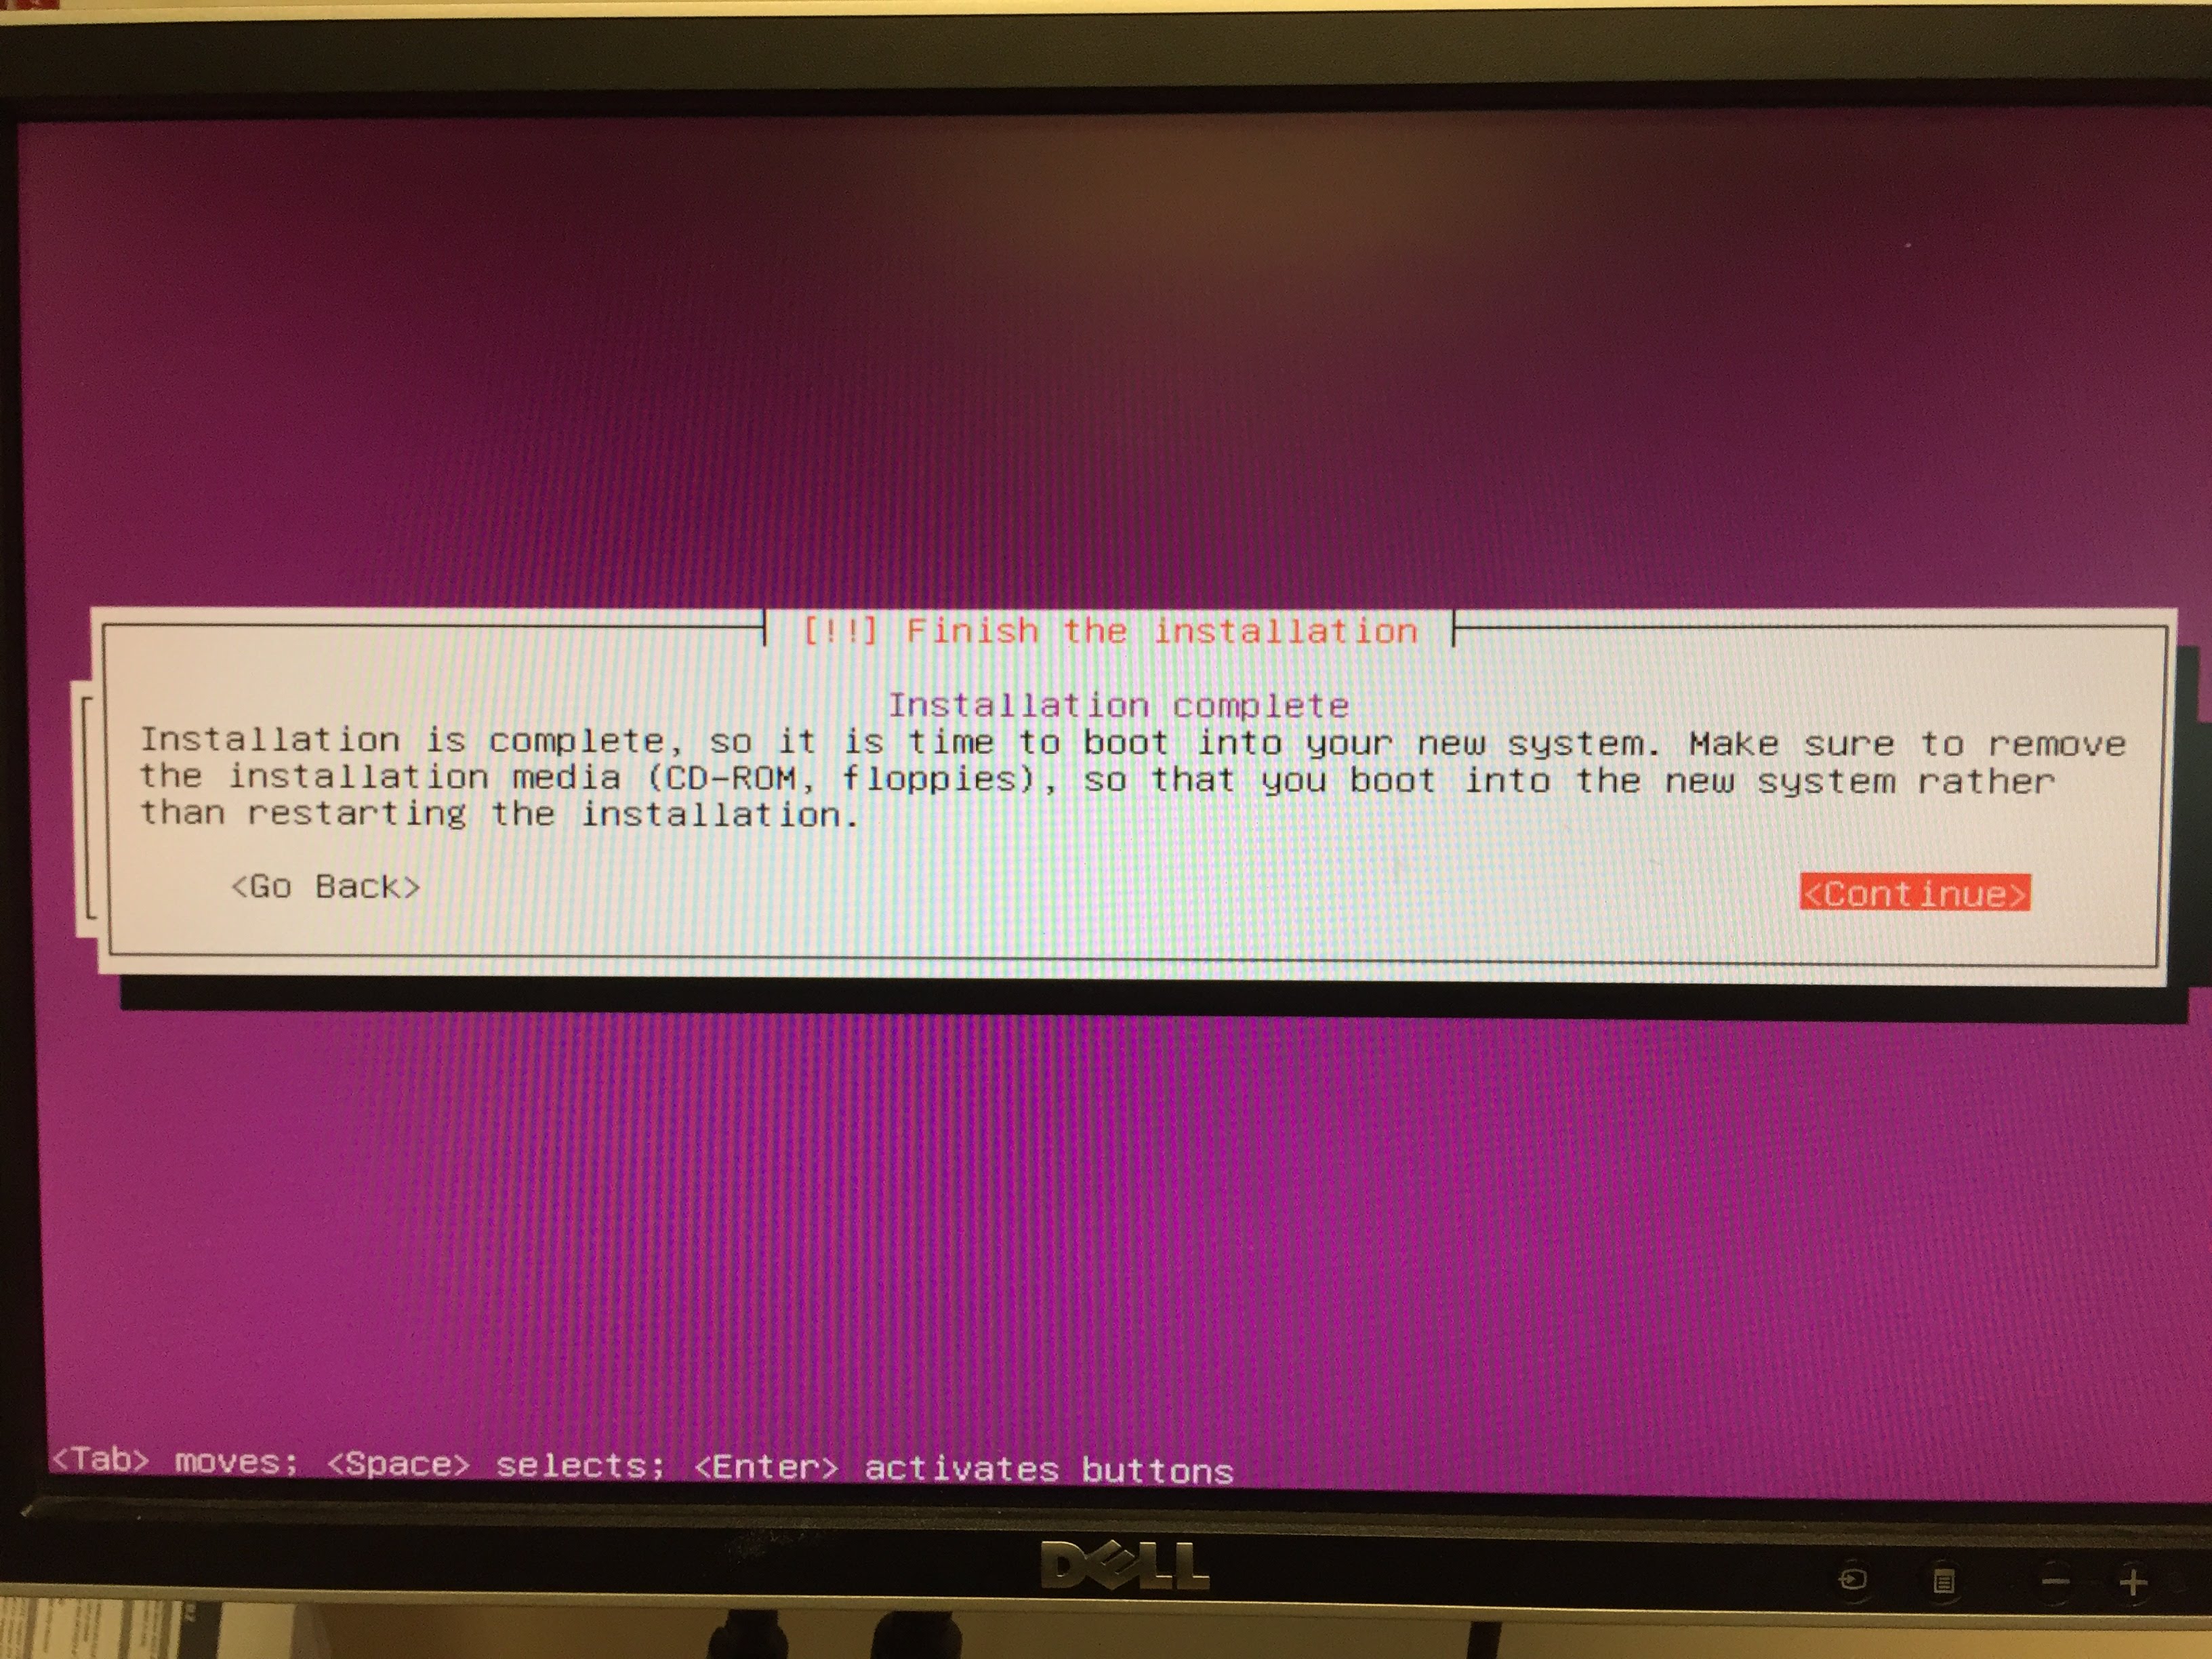 [!!] Finish the installation
Installation complete
Installation is complete, so it is time to boot into your new system. Make sure to remove
the installation media (CD-ROM, floppies), so that you boot into the new system rather
than restarting the installation.
<Go Back> <Continue>
<Tab> moves; <Space> selects; <Enter> activates buttons
DELL